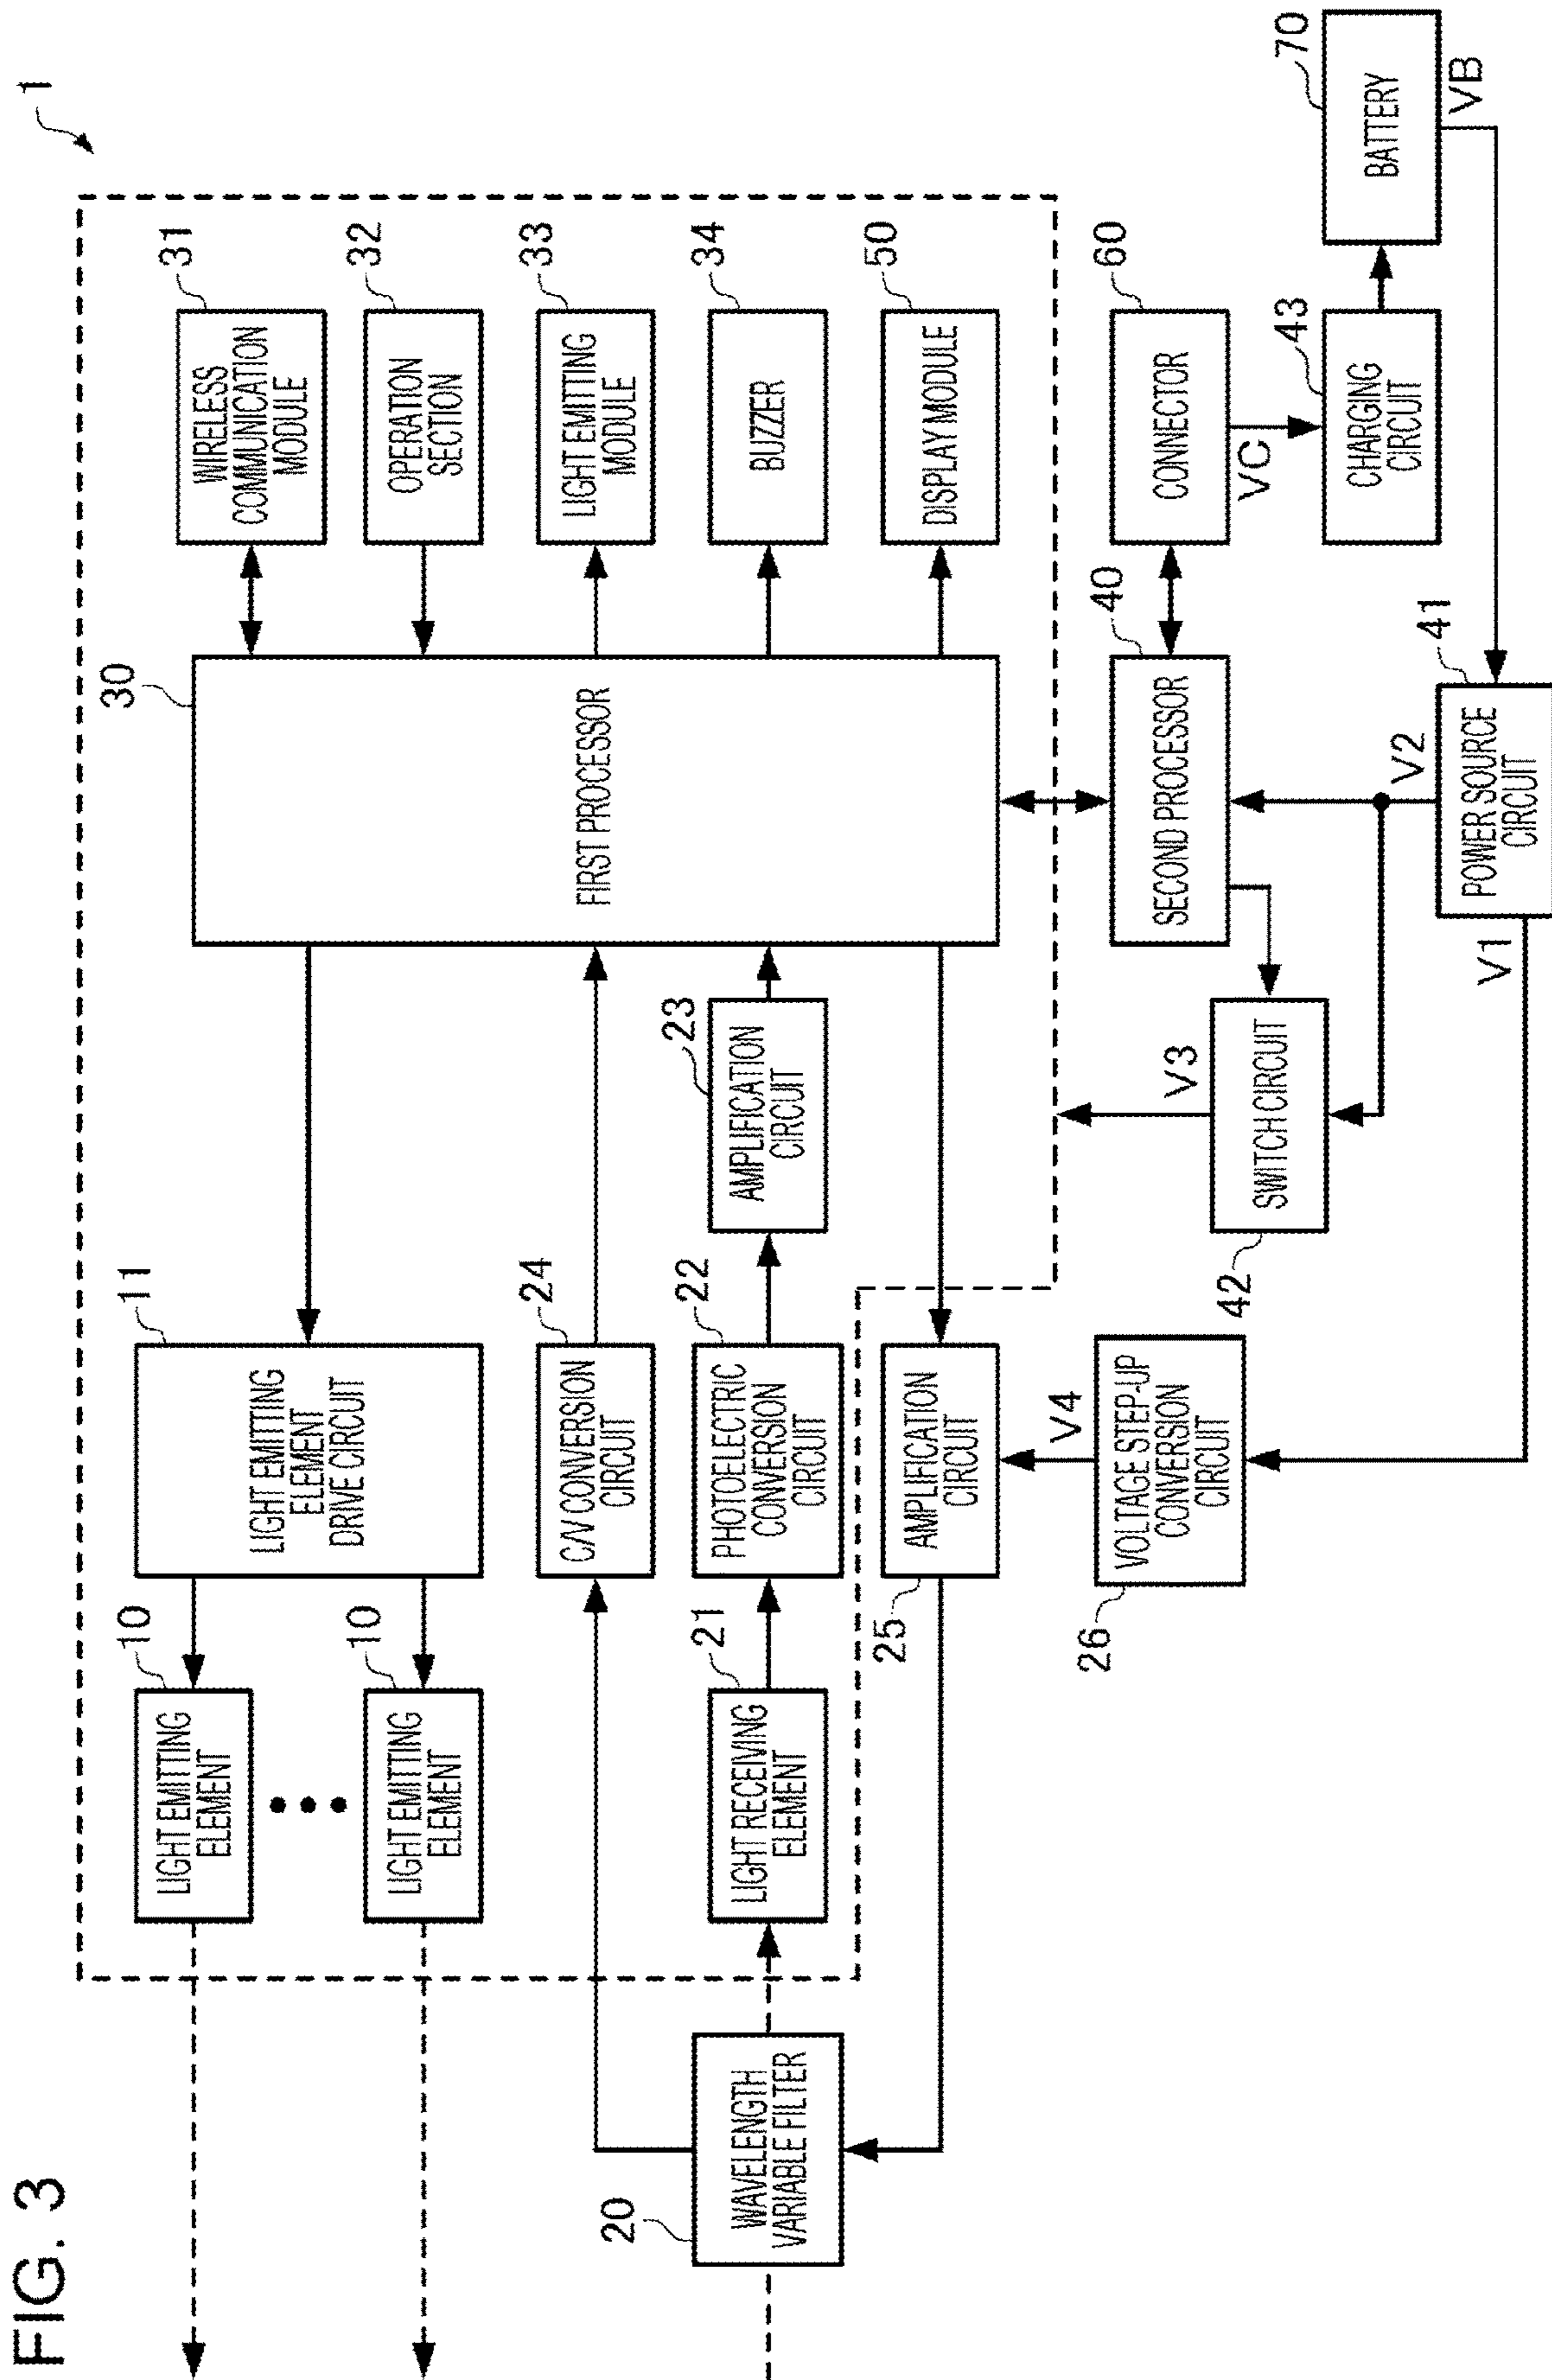 FIG. 3
1
10
LIGHT EMITTING
ELEMENT
10
LIGHT EMITTING
ELEMENT
11
LIGHT EMITTING
ELEMENT
DRIVE CIRCUIT
30
FIRST PROCESSOR
31
WIRELESS
COMMUNICATION
MODULE
32
OPERATION
SECTION
33
LIGHT EMITTING
MODULE
34
BUZZER
50
DISPLAY MODULE
20
WAVELENGTH
VARIABLE FILTER
21
LIGHT RECEIVING
ELEMENT
22
PHOTOELECTRIC
CONVERSION
CIRCUIT
23
AMPLIFICATION
CIRCUIT
24
C/V CONVERSION
CIRCUIT
25
AMPLIFICATION
CIRCUIT
V4
26
VOLTAGE STEP-UP
CONVERSION
CIRCUIT
V3
42
SWITCH CIRCUIT
40
SECOND PROCESSOR
60
CONNECTOR
VC
43
CHARGING
CIRCUIT
70
BATTERY
VB
V1
V2
41
POWER SOURCE
CIRCUIT